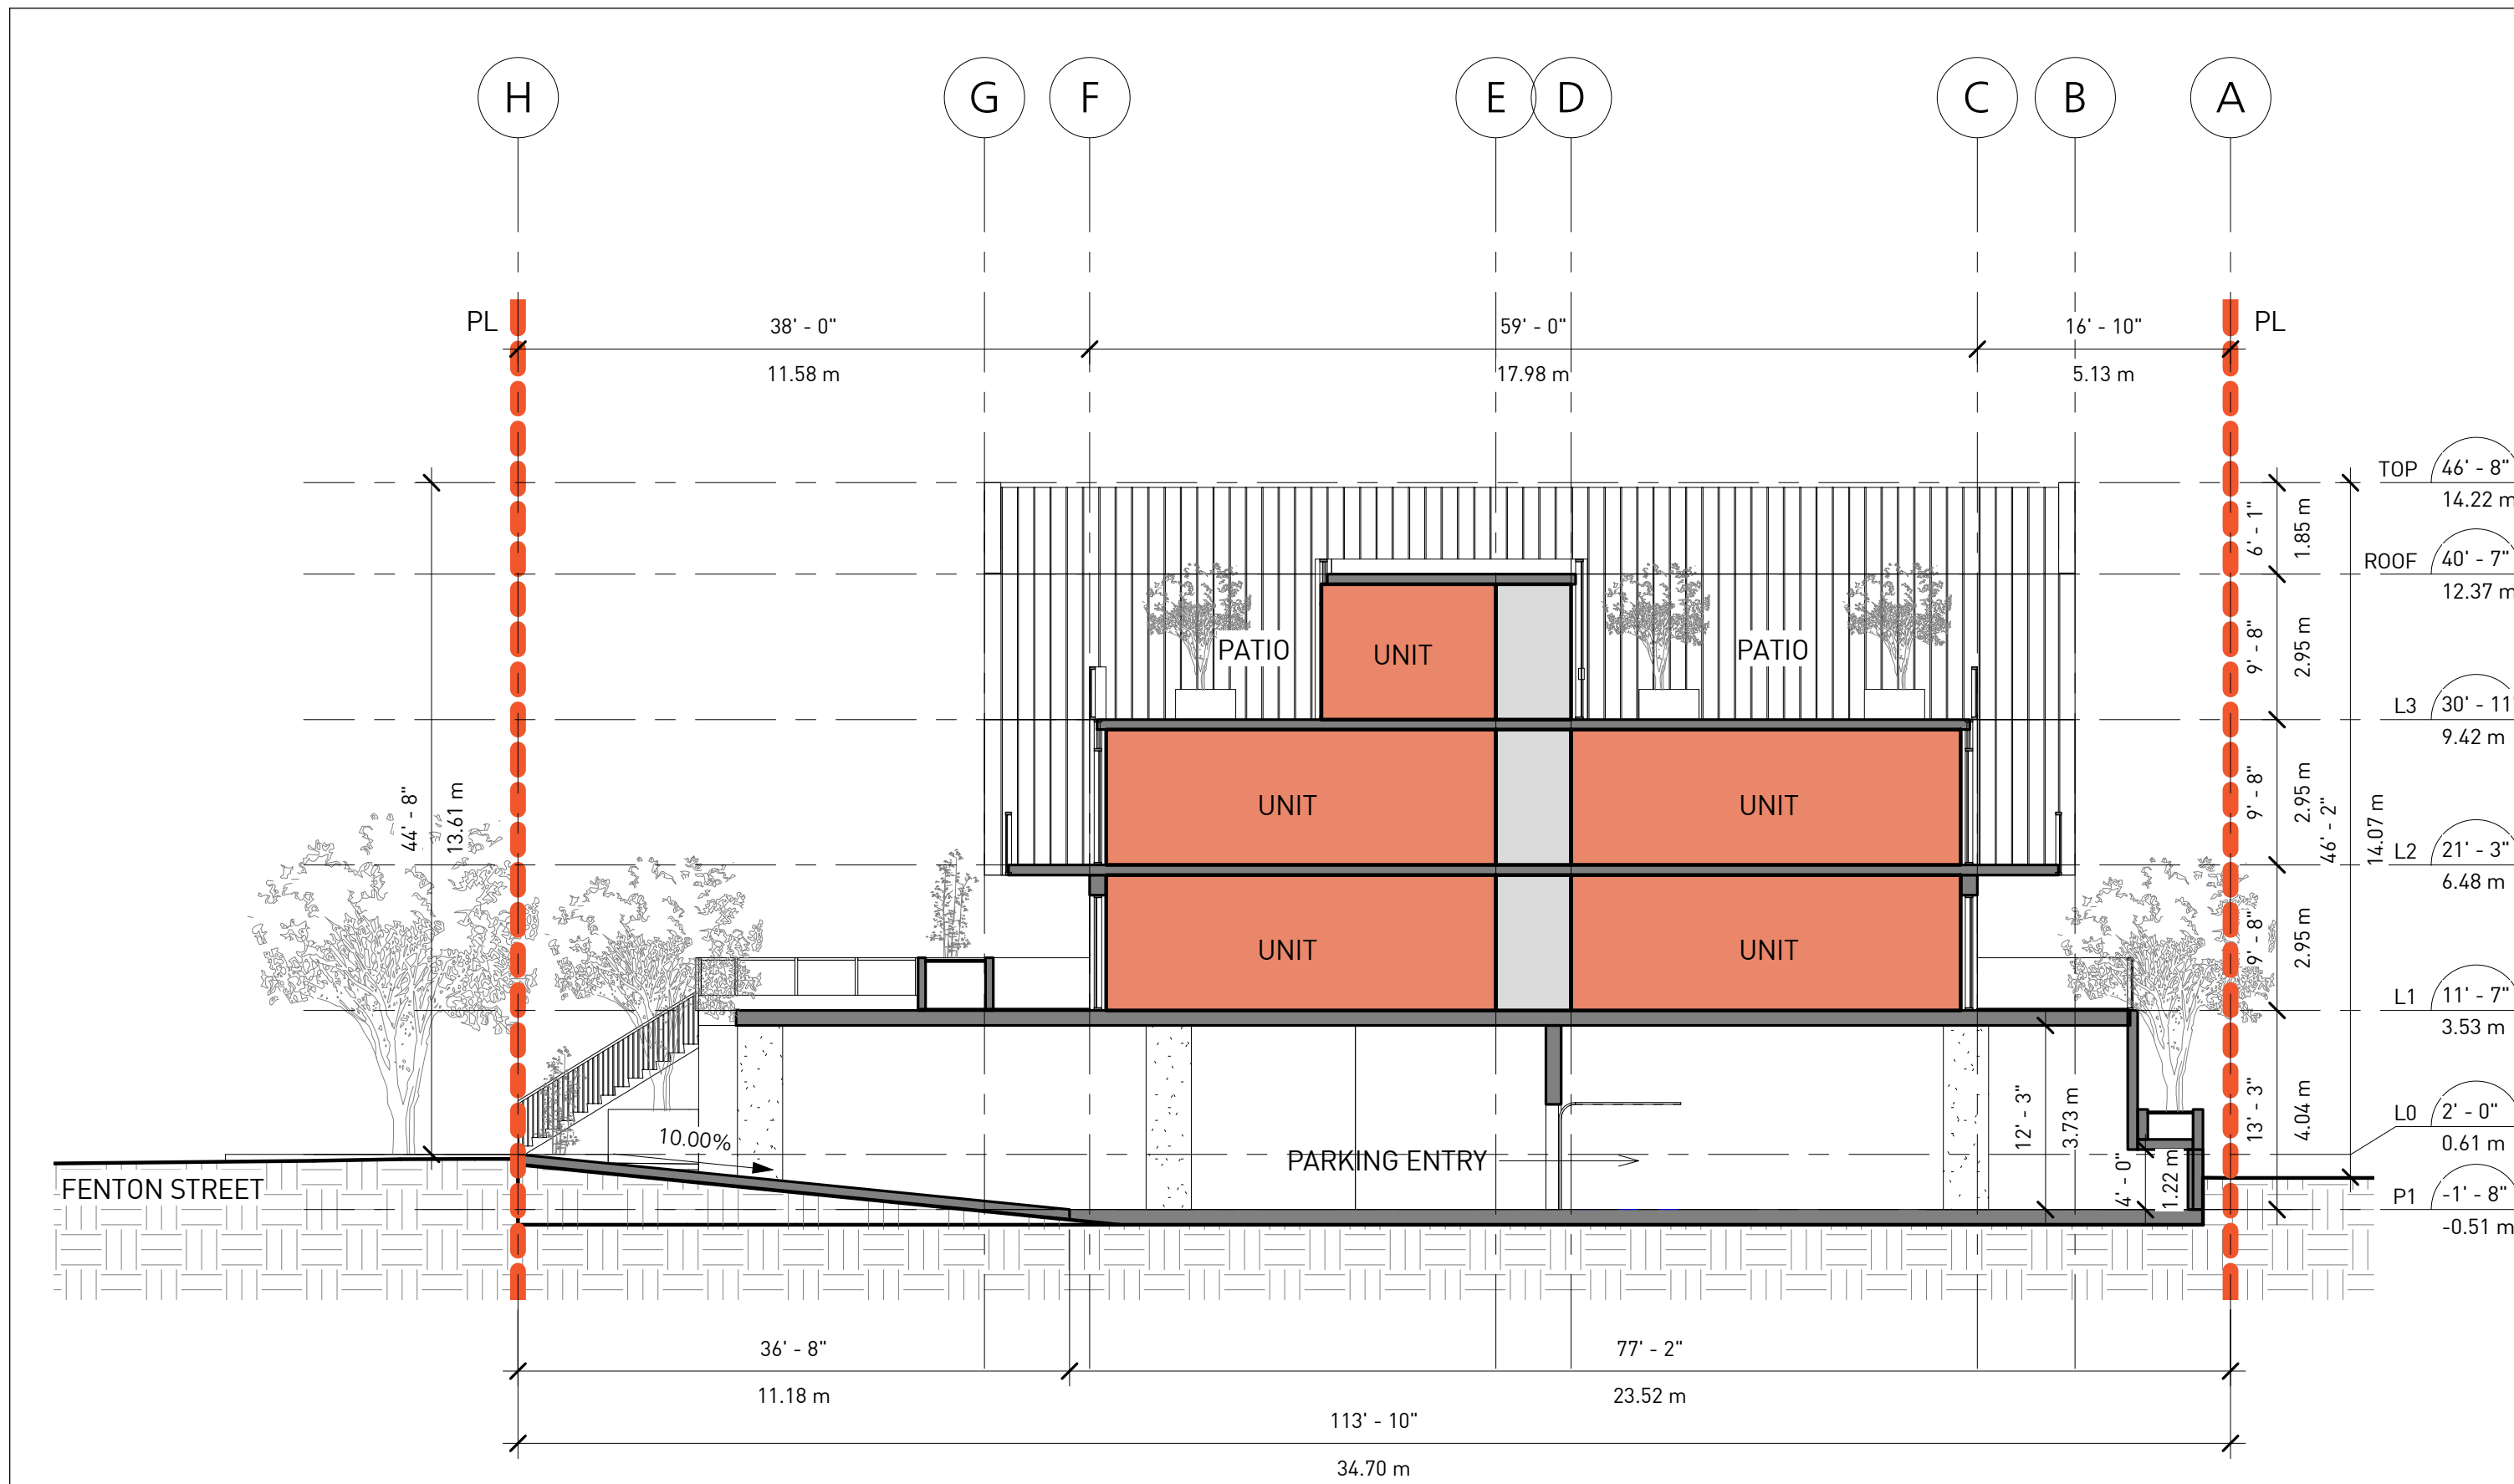 H
G
F
E
D
C
B
A
PL
38' - 0"
59' - 0"
16' - 10"
PL
11.58 m
17.98 m
5.13 m
TOP
46' - 8"
14.22 m
6' - 1"
1.85 m
ROOF
40' - 7"
12.37 m
9' - 8"
2.95 m
PATIO
UNIT
PATIO
L3
30' - 11
9.42 m
44' - 8"
13.61 m
UNIT
UNIT
9' - 8"
2.95 m
46' - 2"
14.07 m
L2
21' - 3"
6.48 m
UNIT
UNIT
9' - 8"
2.95 m
L1
11' - 7"
3.53 m
10.00%
12' - 3"
3.73 m
13' - 3"
4.04 m
L0
2' - 0"
0.61 m
FENTON STREET
PARKING ENTRY
4' - 0"
1.22 m
P1
-1' - 8"
-0.51 m
36' - 8"
77' - 2"
11.18 m
23.52 m
113' - 10"
34.70 m